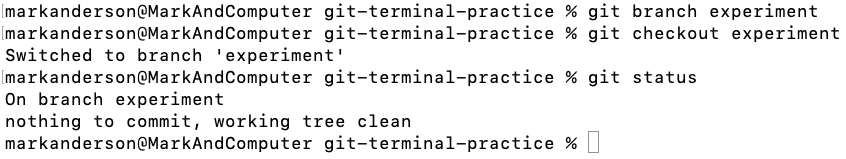 markanderson@MarkAndComputer git-terminal-practice % git branch experiment
markanderson@MarkAndComputer git-terminal-practice % git checkout experiment
Switched to branch 'experiment'
markanderson@MarkAndComputer git-terminal-practice % git status
On branch experiment
nothing to commit, working tree clean
markanderson@MarkAndComputer git-terminal-practice %